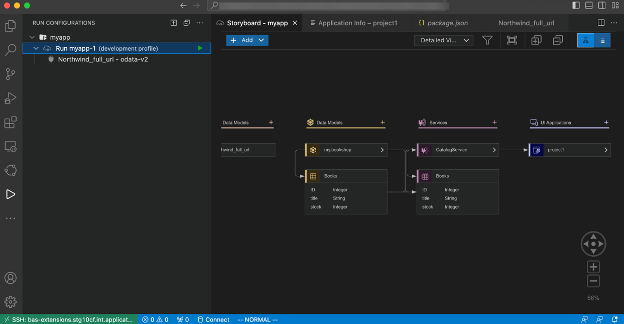 RUN CONFIGURATIONS
myapp
Run myapp-1 (development profile)
Northwind_full_url - odata-v2
Storyboard - myapp
Application Info – project1
package.json
Northwind_full_url
Add
Detailed Vi...
Data Models +
Data Models +
Services +
UI Applications +
hwind_full_url
my.bookshop
CatalogService
project1
Books
ID Integer
title String
stock Integer
Books
ID Integer
title String
stock Integer
SSH: bas-extensions.stg10cf.int.applicat...
0 0
0
Connect
-- NORMAL --